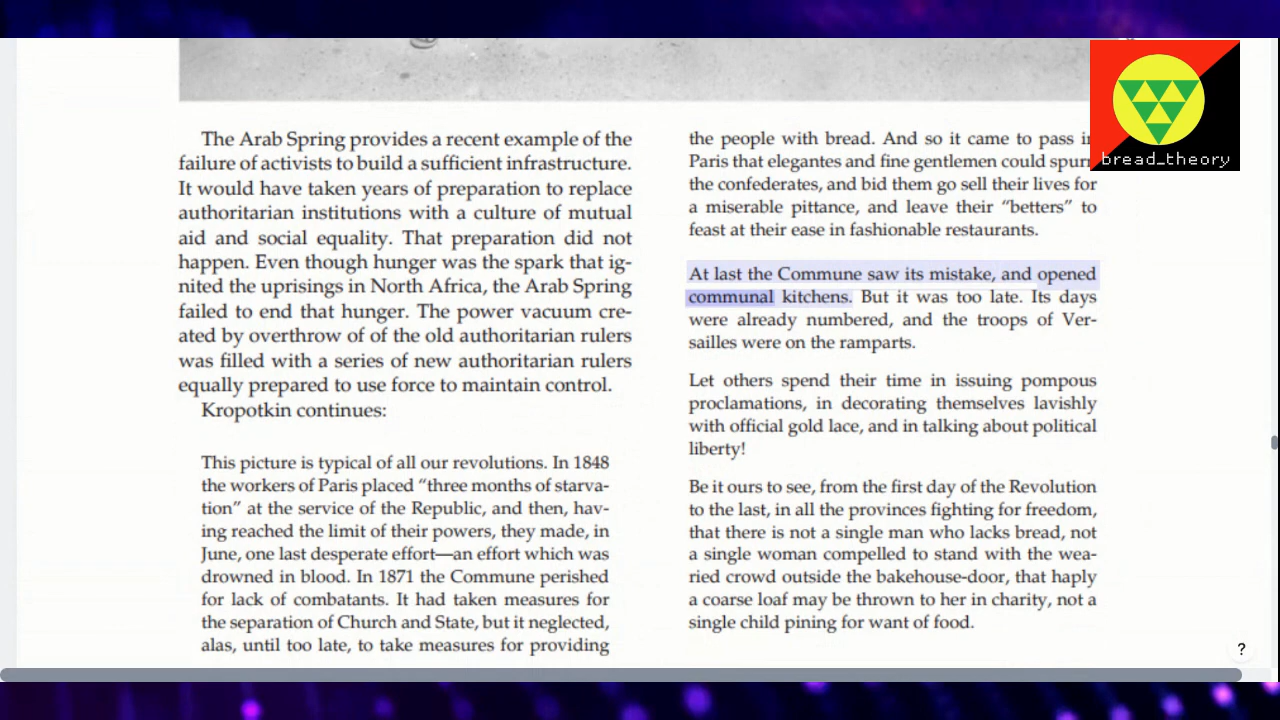 The Arab Spring provides a recent example of the
failure of activists to build a sufficient infrastructure.
It would have taken years of preparation to replace
authoritarian institutions with a culture of mutual
aid and social equality. That preparation did not
happen. Even though hunger was the spark that ig-
nited the uprisings in North Africa, the Arab Spring
failed to end that hunger. The power vacuum cre-
ated by overthrow of of the old authoritarian rulers
was filled with a series of new authoritarian rulers
equally prepared to use force to maintain control.
Kropotkin continues:
This picture is typical of all our revolutions. In 1848
the workers of Paris placed “three months of starva-
tion” at the service of the Republic, and then, hav-
ing reached the limit of their powers, they made, in
June, one last desperate effort—an effort which was
drowned in blood. In 1871 the Commune perished
for lack of combatants. It had taken measures for
the separation of Church and State, but it neglected,
alas, until too late, to take measures for providing
the people with bread. And so it came to pass in
Paris that elegantes and fine gentlemen could spurn
the confederates, and bid them go sell their lives for
a miserable pittance, and leave their “betters” to
feast at their ease in fashionable restaurants.
At last the Commune saw its mistake, and opened
communal kitchens. But it was too late. Its days
were already numbered, and the troops of Ver-
sailles were on the ramparts.
Let others spend their time in issuing pompous
proclamations, in decorating themselves lavishly
with official gold lace, and in talking about political
liberty!
Be it ours to see, from the first day of the Revolution
to the last, in all the provinces fighting for freedom,
that there is not a single man who lacks bread, not
a single woman compelled to stand with the wea-
ried crowd outside the bakehouse-door, that haply
a coarse loaf may be thrown to her in charity, not a
single child pining for want of food.
bread_theory
?